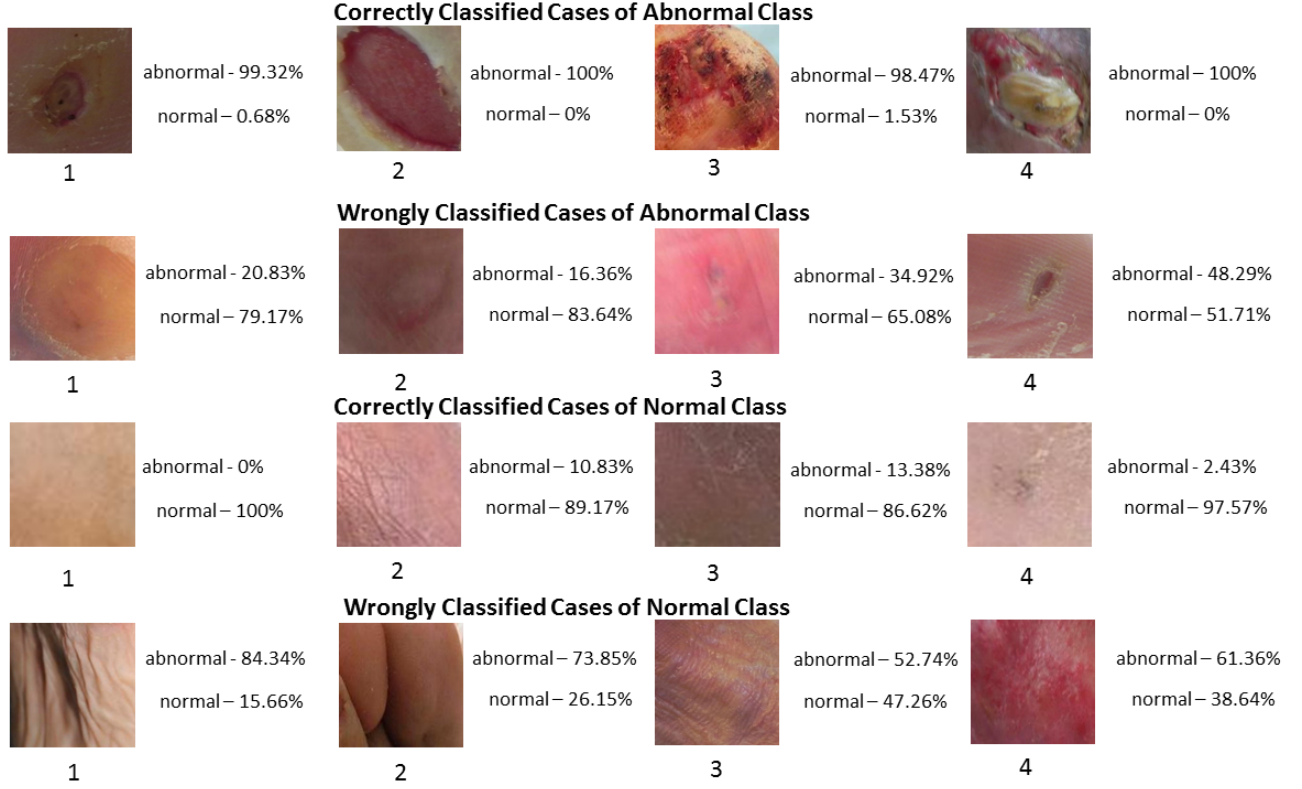 Correctly Classified Cases of Abnormal Class
abnormal - 99.32%
normal – 0.68%
1
abnormal - 100%
normal – 0%
2
abnormal – 98.47%
normal – 1.53%
3
abnormal – 100%
normal – 0%
4
Wrongly Classified Cases of Abnormal Class
abnormal - 20.83%
normal – 79.17%
1
abnormal - 16.36%
normal – 83.64%
2
abnormal – 34.92%
normal – 65.08%
3
abnormal - 48.29%
normal – 51.71%
4
Correctly Classified Cases of Normal Class
abnormal - 0%
normal – 100%
1
abnormal – 10.83%
normal – 89.17%
2
abnormal - 13.38%
normal – 86.62%
3
abnormal - 2.43%
normal – 97.57%
4
Wrongly Classified Cases of Normal Class
abnormal - 84.34%
normal – 15.66%
1
abnormal – 73.85%
normal – 26.15%
2
abnormal – 52.74%
normal – 47.26%
3
abnormal – 61.36%
normal – 38.64%
4